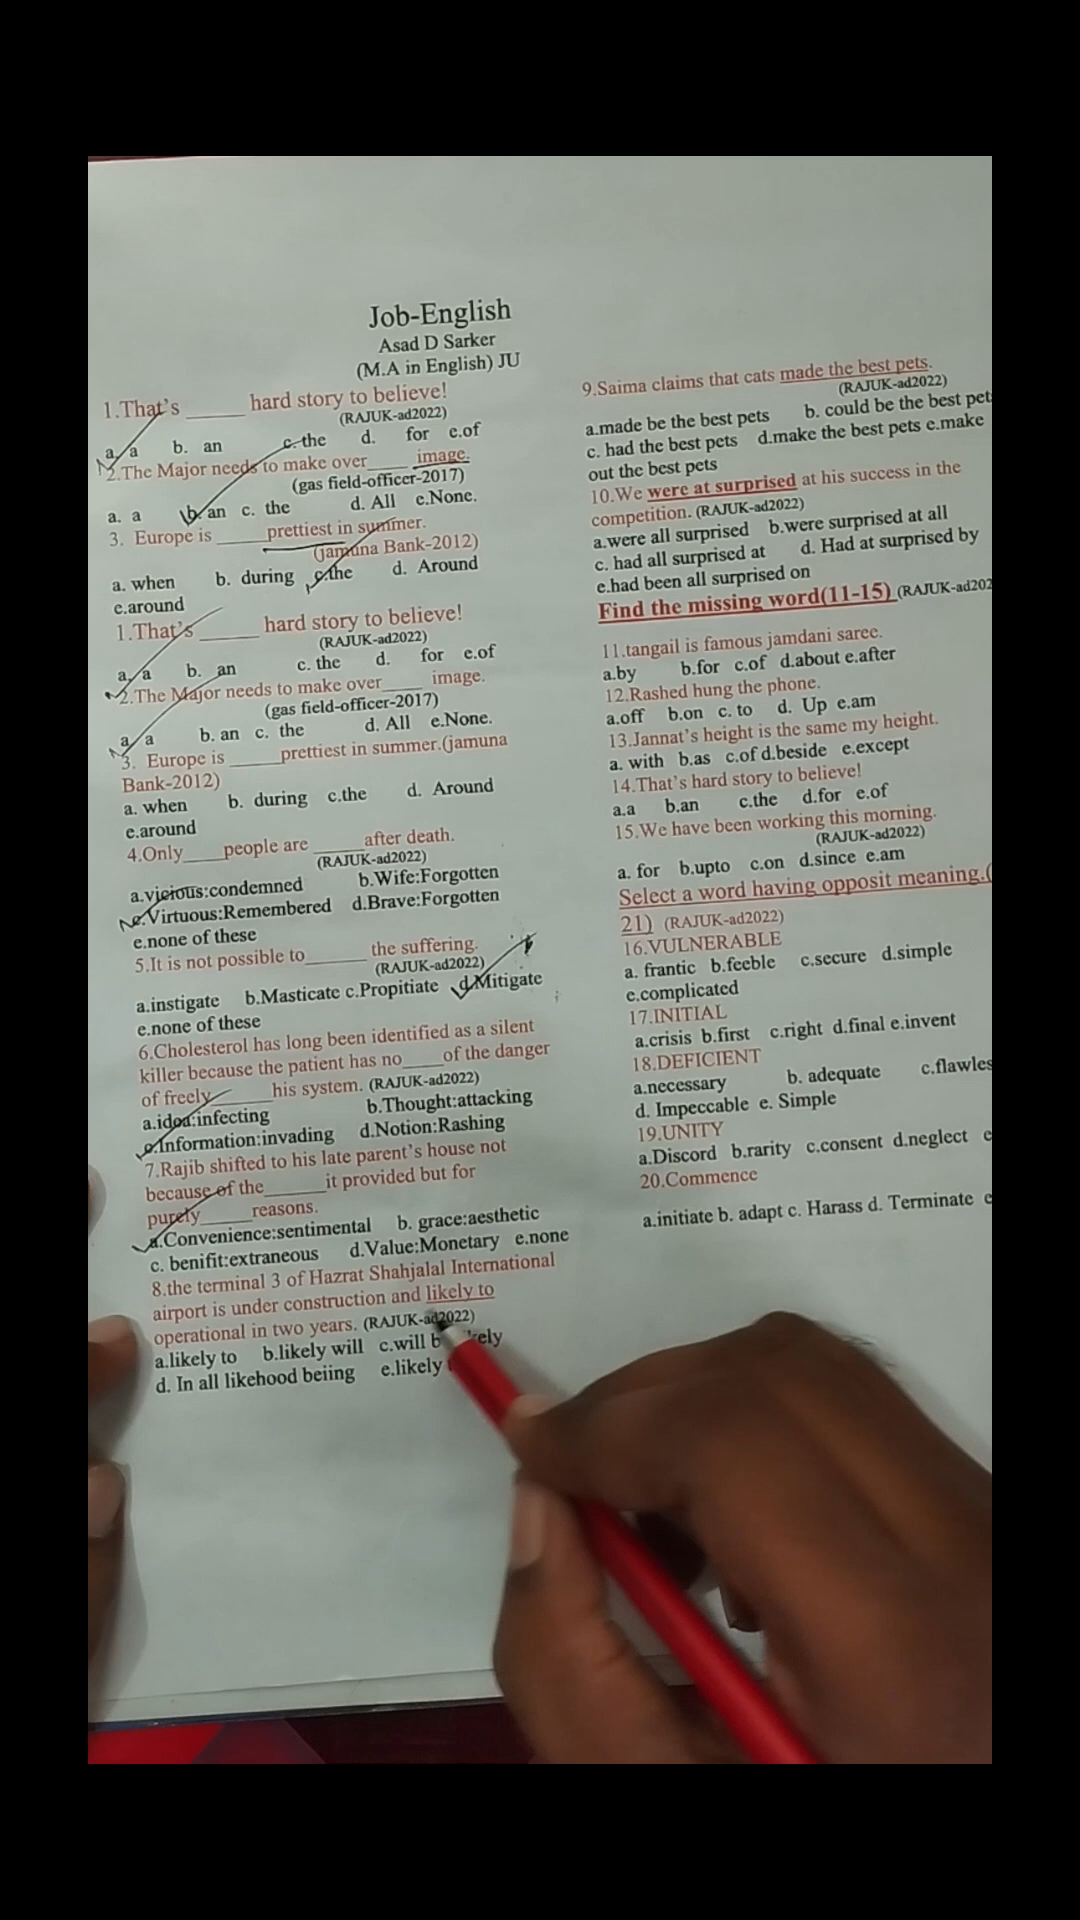 Job-English
Asad D Sarker
(M.A in English) JU
1.That's ______ hard story to believe!
(RAJUK-ad2022)
a. a b. an c. the d. for e.of
2.The Major needs to make over_____ image.
(gas field-officer-2017)
a. a b. an c. the d. All e.None.
3. Europe is _____prettiest in summer.
(jamuna Bank-2012)
a. when b. during c.the d. Around
e.around
1.That's ______ hard story to believe!
(RAJUK-ad2022)
a. a b. an c. the d. for e.of
2.The Major needs to make over_____ image.
(gas field-officer-2017)
a. a b. an c. the d. All e.None.
3. Europe is _____prettiest in summer.(jamuna
Bank-2012)
a. when b. during c.the d. Around
e.around
4.Only____people are _____after death.
(RAJUK-ad2022)
a.vicious:condemned b.Wife:Forgotten
c.Virtuous:Remembered d.Brave:Forgotten
e.none of these
5.It is not possible to______ the suffering.
(RAJUK-ad2022)
a.instigate b.Masticate c.Propitiate d.Mitigate
e.none of these
6.Cholesterol has long been identified as a silent
killer because the patient has no____of the danger
of freely______his system. (RAJUK-ad2022)
a.idea:infecting b.Thought:attacking
c.Information:invading d.Notion:Rashing
7.Rajib shifted to his late parent's house not
because of the______it provided but for
purely_____reasons.
a.Convenience:sentimental b. grace:aesthetic
c. benifit:extraneous d.Value:Monetary e.none
8.the terminal 3 of Hazrat Shahjalal International
airport is under construction and likely to
operational in two years. (RAJUK-ad2022)
a.likely to b.likely will c.will
d. In all likehood beiing e.likely
9.Saima claims that cats made the best pets.
(RAJUK-ad2022)
a.made be the best pets b. could be the best
c. had the best pets d.make the best pets e.make
out the best pets
10.We were at surprised at his success in the
competition. (RAJUK-ad2022)
a.were all surprised b.were surprised at all
c. had all surprised at d. Had at surprised by
e.had been all surprised on
Find the missing word(11-15)
11.tangail is famous jamdani saree.
a.by b.for c.of d.about e.after
12.Rashed hung the phone.
a.off b.on c. to d. Up e.am
13.Jannat's height is the same my height.
a. with b.as c.of d.beside e.except
14.That's hard story to believe!
a.a b.an c.the d.for e.of
15.We have been working this morning.
(RAJUK-ad2022)
a. for b.upto c.on d.since e.am
Select a word having opposit meaning.(
21) (RAJUK-ad2022)
16.VULNERABLE
a. frantic b.feeble c.secure d.simple
e.complicated
17.INITIAL
a.crisis b.first c.right d.final e.invent
18.DEFICIENT
a.necessary b. adequate
d. Impeccable e. Simple
19.UNITY
a.Discord b.rarity c.consent d.neglect e
20.Commence
a.initiate b. adapt c. Harass d. Terminate e